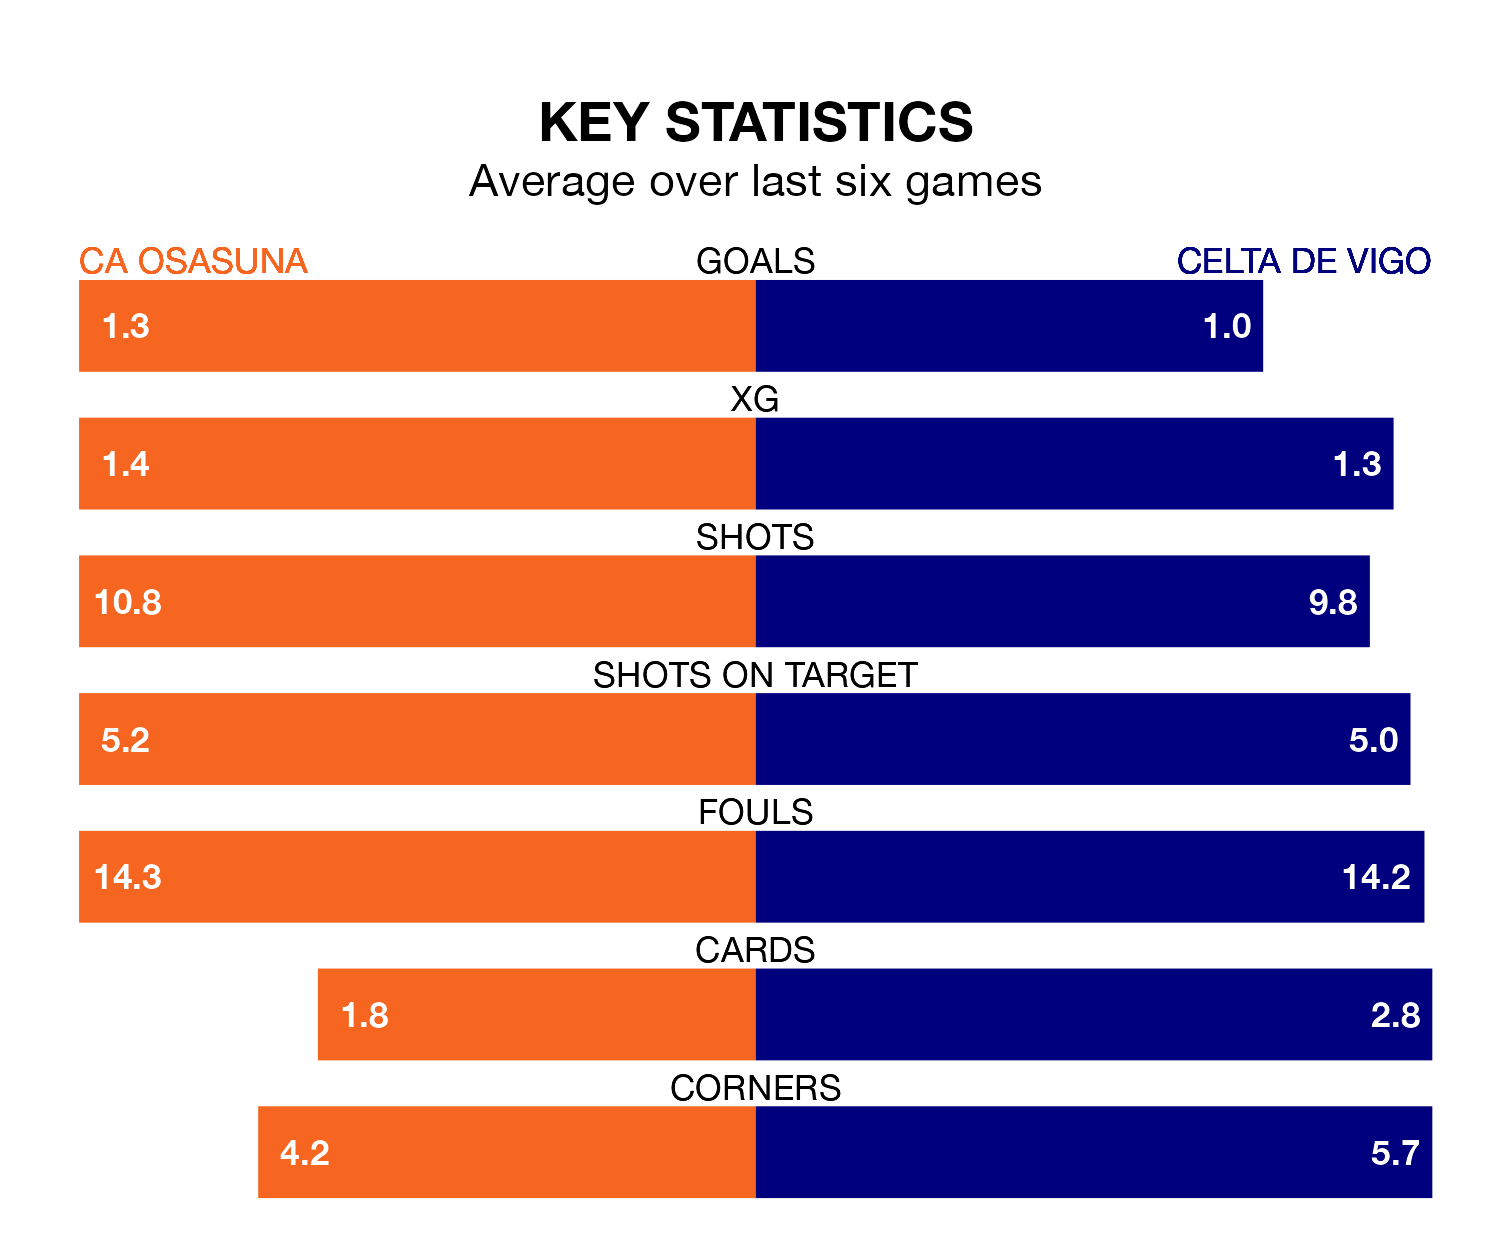 KEY STATISTICS
Average over last six games
CA OSASUNA GOALS CELTA DE VIGO
1.3 1.0
XG
1.4 1.3
SHOTS
10.8 9.8
SHOTS ON TARGET
5.2 5.0
FOULS
14.3 14.2
CARDS
1.8 2.8
CORNERS
4.2 5.7